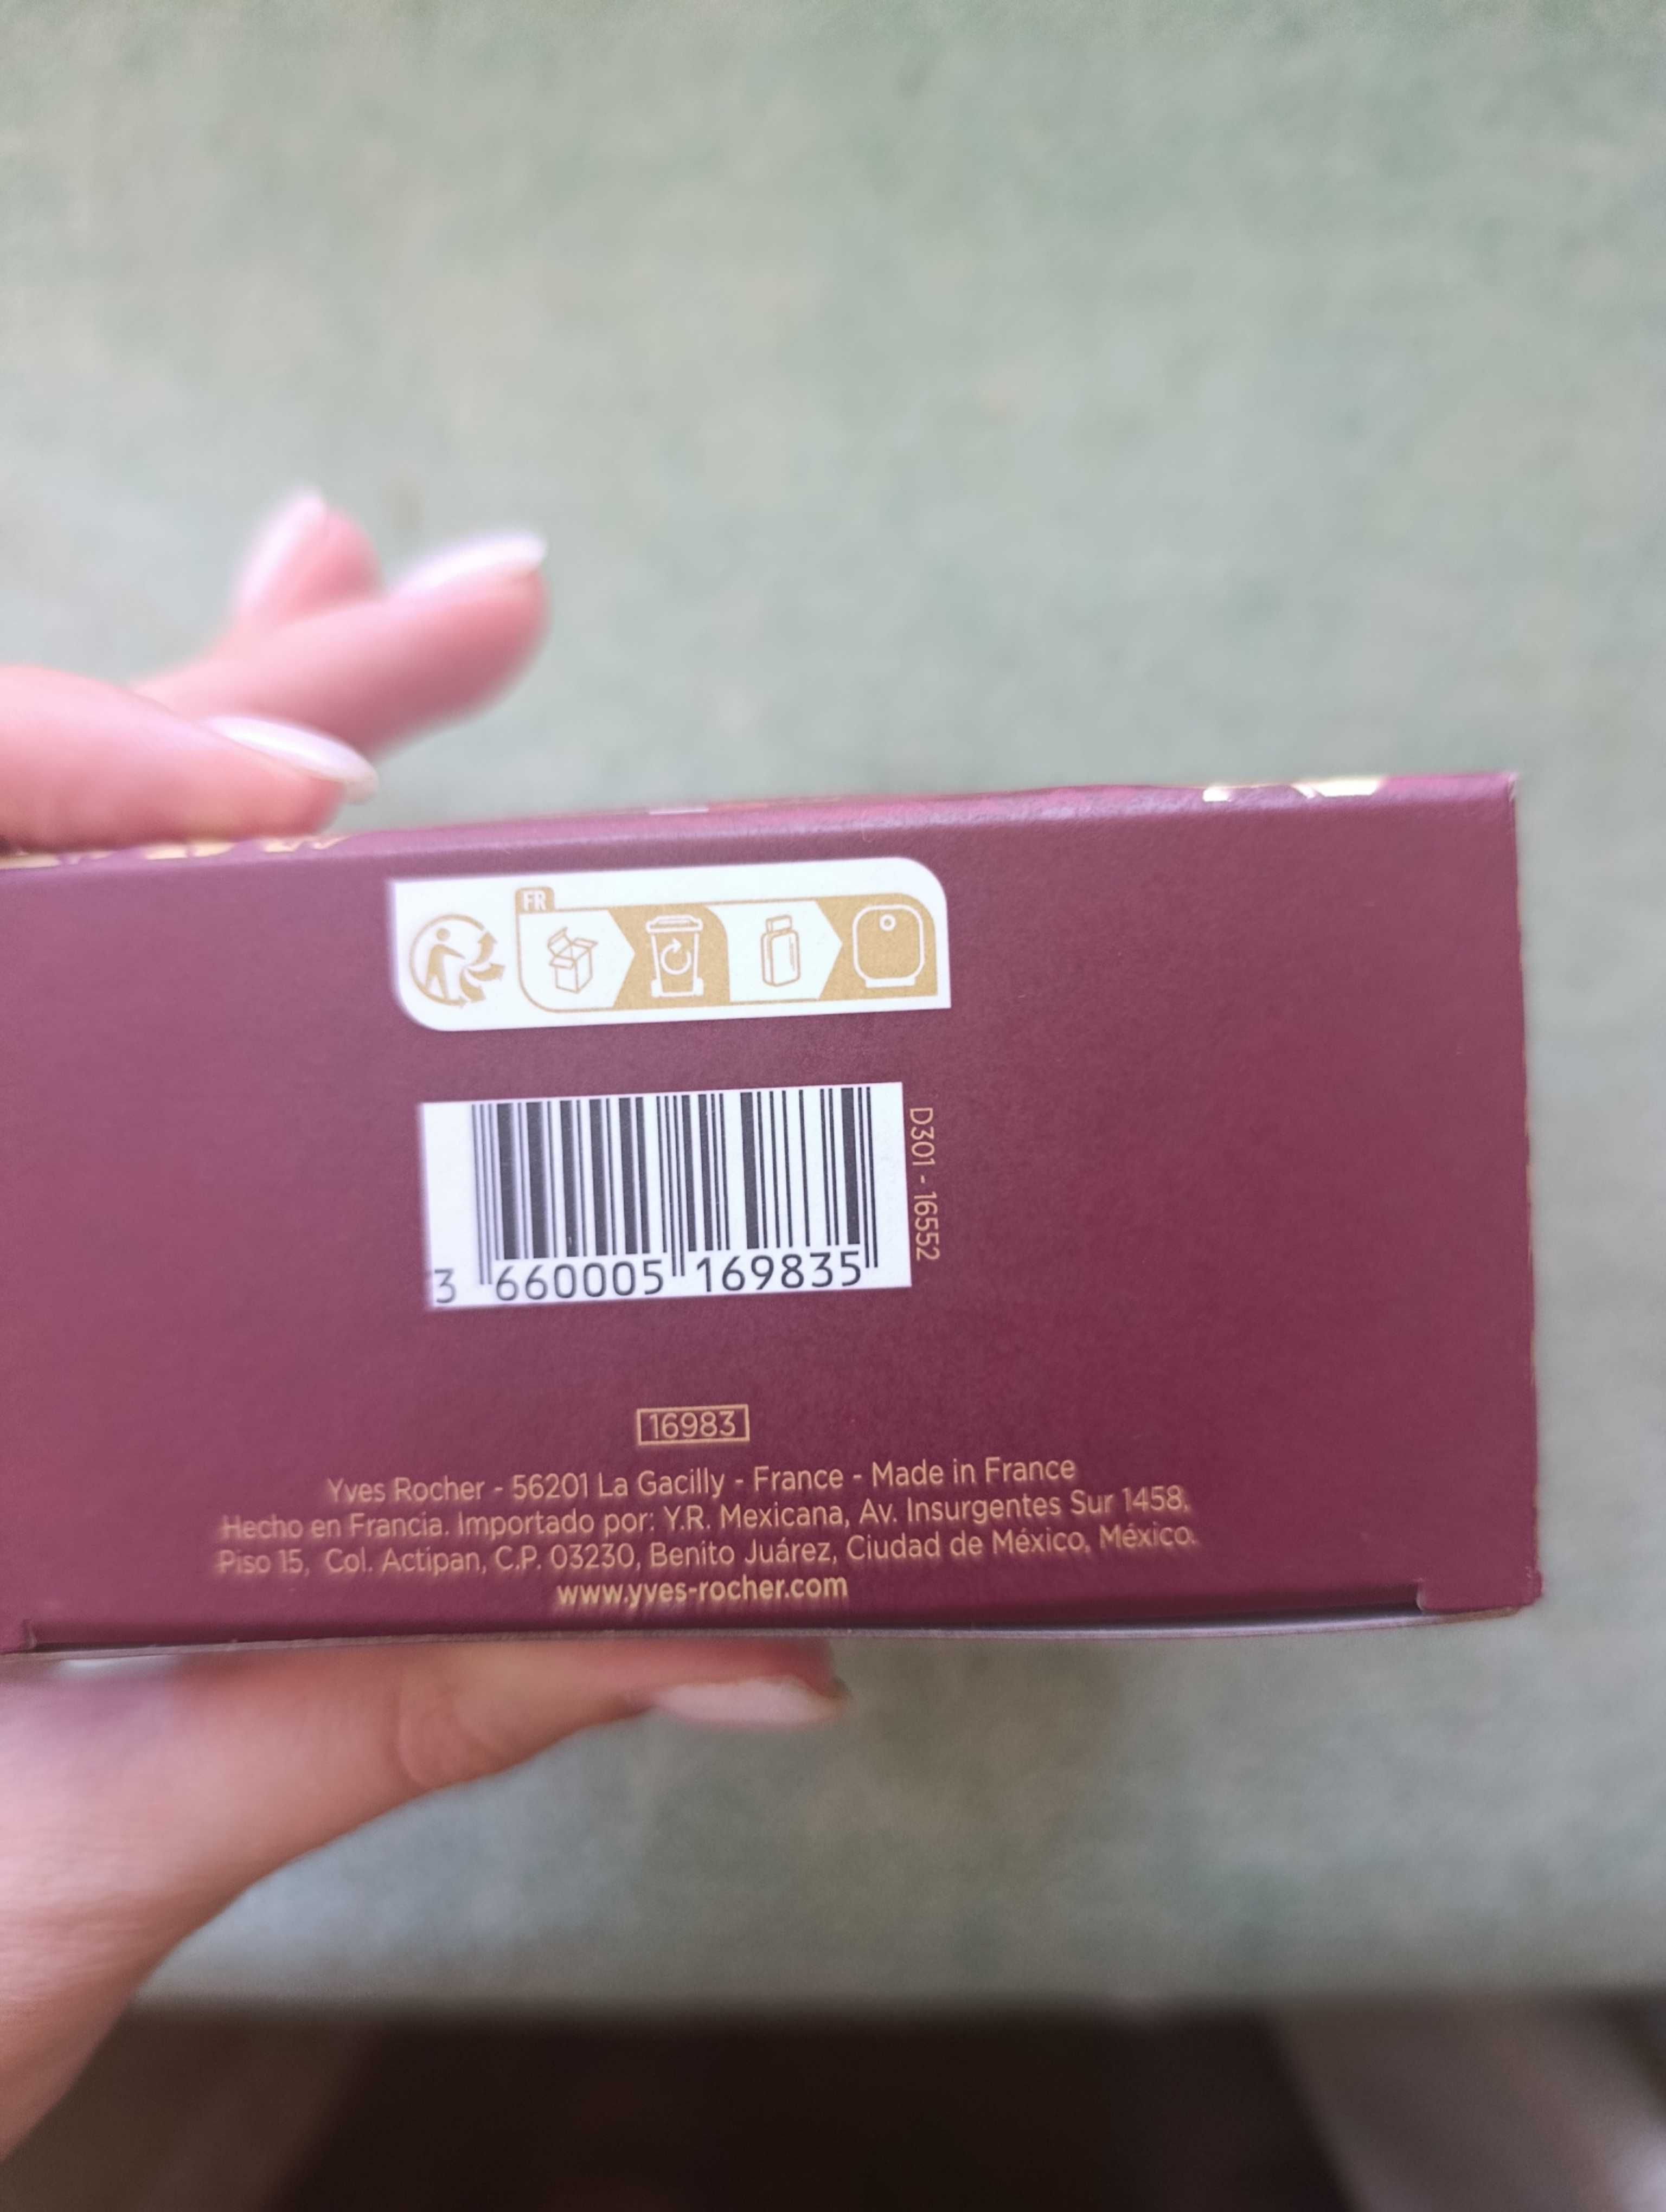 FR
3 660005 169835
D301 - 16552
16983
Yves Rocher - 56201 La Gacilly - France - Made in France
Hecho en Francia. Importado por: Y.R. Mexicana, Av. Insurgentes Sur 1458,
Piso 15, Col. Actipan, C.P. 03230, Benito Juárez, Ciudad de México, México.
www.yves-rocher.com